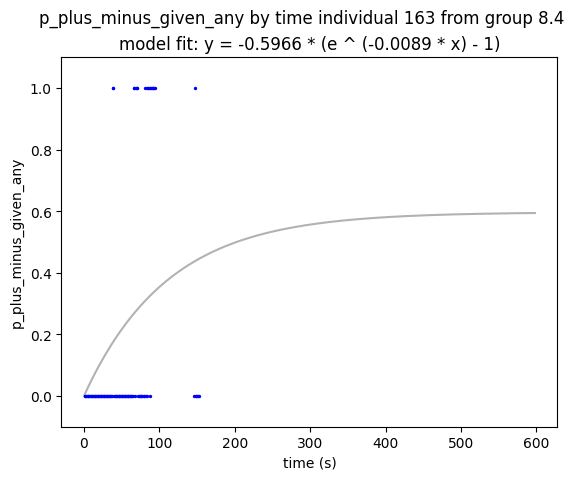 p_plus_minus_given_any by time individual 163 from group 8.4
model fit: y = -0.5966 * (e ^ (-0.0089 * x) - 1)
1.0
0.8
0.6
0.4
0.2
0.0
p_plus_minus_given_any
0 100 200 300 400 500 600
time (s)